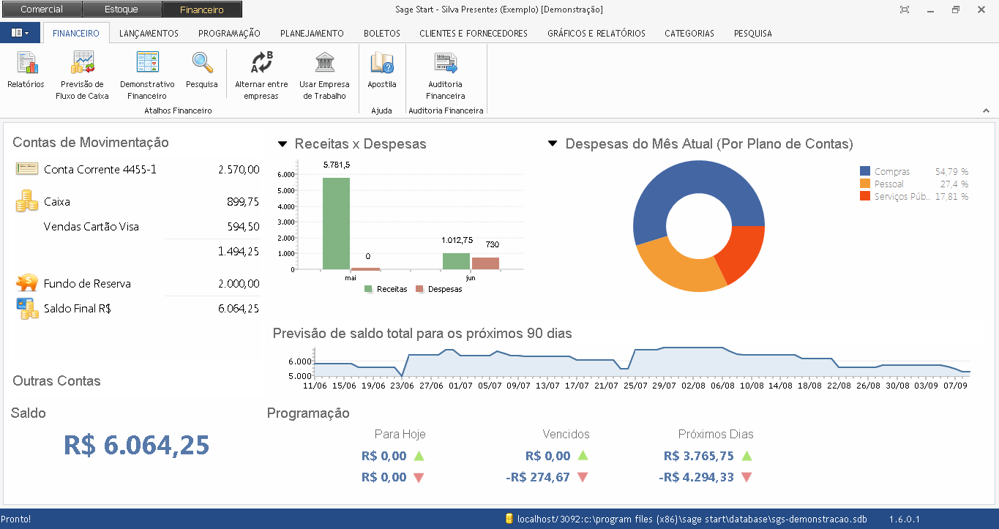 Comercial Estoque Financeiro
Sage Start - Silva Presentes (Exemplo) [Demonstração]
FINANCEIRO LANÇAMENTOS PROGRAMAÇÃO PLANEJAMENTO BOLETOS CLIENTES E FORNECEDORES GRÁFICOS E RELATÓRIOS CATEGORIAS PESQUISA
Relatórios
Previsão de
Fluxo de Caixa
Demonstrativo
Financeiro
Pesquisa
Alternar entre
empresas
Usar Empresa
de Trabalho
Apostila
Auditoria
Financeira
Atalhos Financeiro
Ajuda
Auditoria Financeira
Contas de Movimentação
Conta Corrente 4455-1 2.570,00
Caixa 899,75
Vendas Cartão Visa 594,50
1.494,25
Fundo de Reserva 2.000,00
Saldo Final R$ 6.064,25
Receitas x Despesas
5.781,5
6.000
5.000
4.000
3.000
2.000
1.000
0
0
1.012,75
730
mai jun
Receitas Despesas
Despesas do Mês Atual (Por Plano de Contas)
Compras 54,79 %
Pessoal 27,4 %
Serviços Púb.. 17,81 %
Previsão de saldo total para os próximos 90 dias
6.000
5.000
11/06 15/06 19/06 23/06 27/06 01/07 05/07 09/07 13/07 17/07 21/07 25/07 29/07 02/08 06/08 10/08 14/08 18/08 22/08 26/08 30/08 03/09 07/09
Outras Contas
Saldo
R$ 6.064,25
Programação
Para Hoje Vencidos Próximos Dias
R$ 0,00 R$ 0,00 R$ 3.765,75
R$ 0,00 -R$ 274,67 -R$ 4.294,33
Pronto!
localhost/3092:c:\program files (x86)\sage start\database\sgs-demonstracao.sdb 1.6.0.1